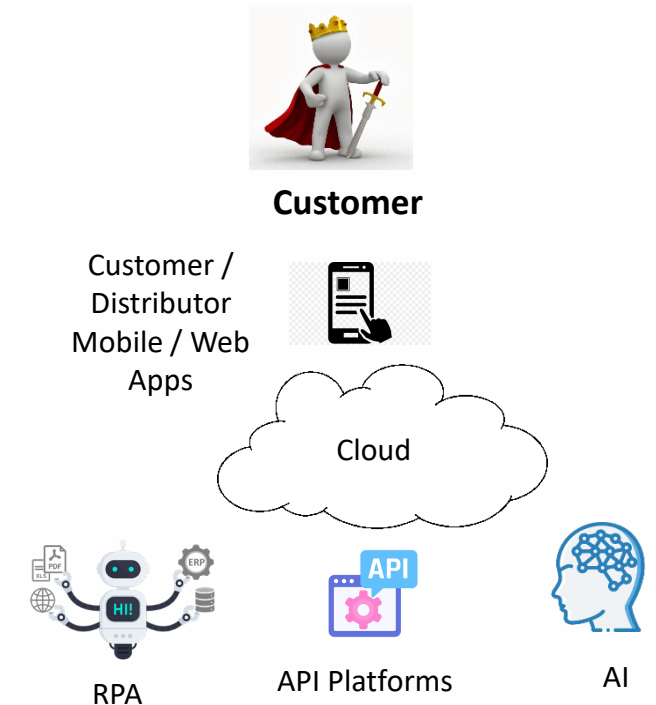 Customer
Customer /
Distributor
Mobile / Web
Apps
Cloud
PDF
XLS
ERP
HI!
API
RPA
API Platforms
AI